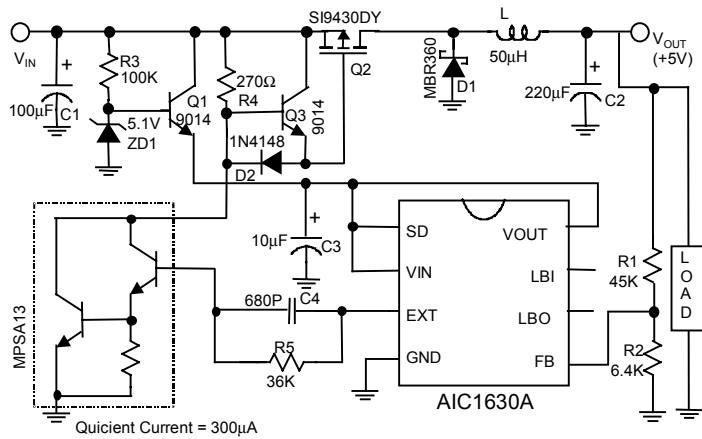 SI9430DY
L
VIN
R3
100K
270Ω
R4
Q2
MBR360
D1
50μH
VOUT
(+5V)
100μF
C1
5.1V
ZD1
Q1
9014
Q3
9014
220μF
C2
1N4148
D2
10μF
C3
SD
VOUT
VIN
LBI
EXT
LBO
GND
FB
AIC1630A
R1
45K
R2
6.4K
LOAD
MPSA13
680P
C4
R5
36K
Quicient Current = 300μA